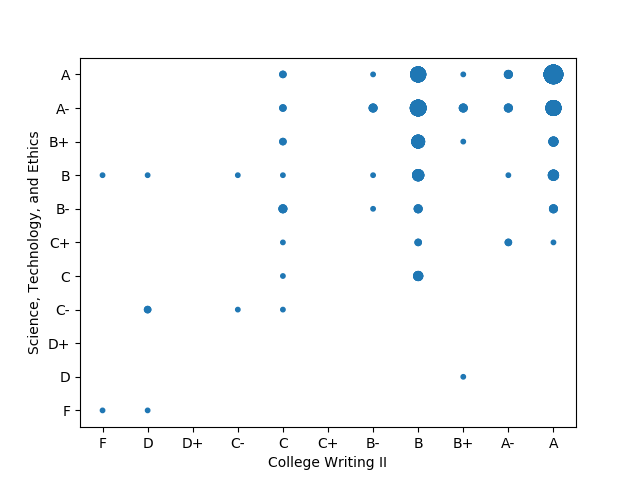 A
A-
B+
B
B-
C+
C
C-
D+
D
F
Science, Technology, and Ethics
F D D+ C- C C+ B- B B+ A- A
College Writing II